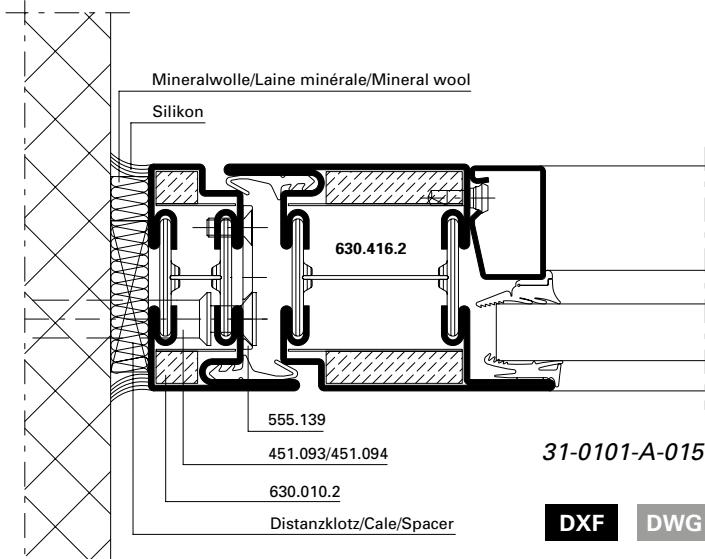 Mineralwolle/Laine minérale/Mineral wool
Silikon
630.416.2
555.139
451.093/451.094
630.010.2
Distanzklotz/Cale/Spacer
31-0101-A-015
DXF DWG